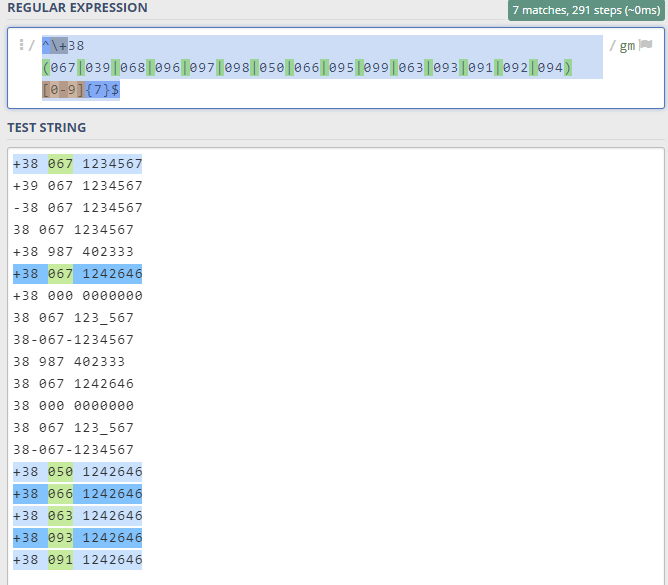 REGULAR EXPRESSION
7 matches, 291 steps (~0ms)
/ ^\+38 / gm
(067|039|068|096|097|098|050|066|095|099|063|093|091|092|094)
[0-9]{7}$
TEST STRING
+38 067 1234567
+39 067 1234567
-38 067 1234567
38 067 1234567
+38 987 402333
+38 067 1242646
+38 000 0000000
38 067 123_567
38-067-1234567
38 987 402333
38 067 1242646
38 000 0000000
38 067 123_567
38-067-1234567
+38 050 1242646
+38 066 1242646
+38 063 1242646
+38 093 1242646
+38 091 1242646